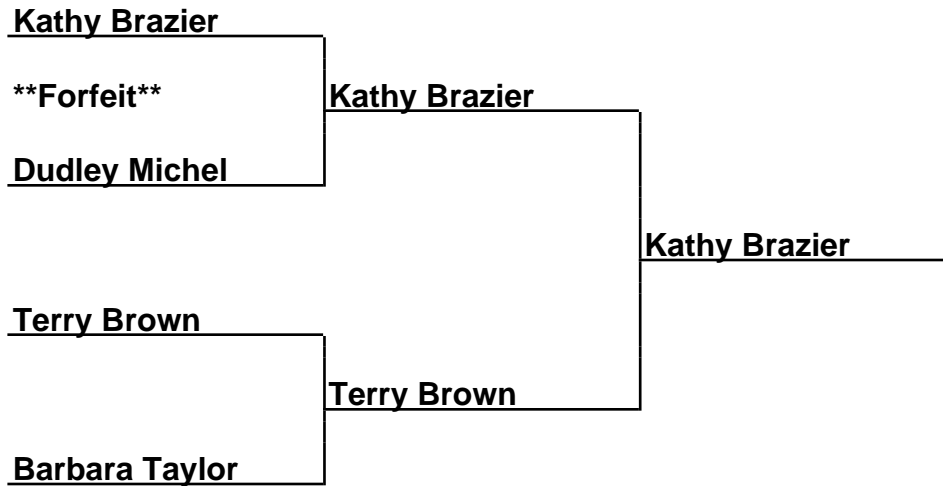 Kathy Brazier
**Forfeit**
Kathy Brazier
Dudley Michel
Kathy Brazier
Terry Brown
Terry Brown
Barbara Taylor